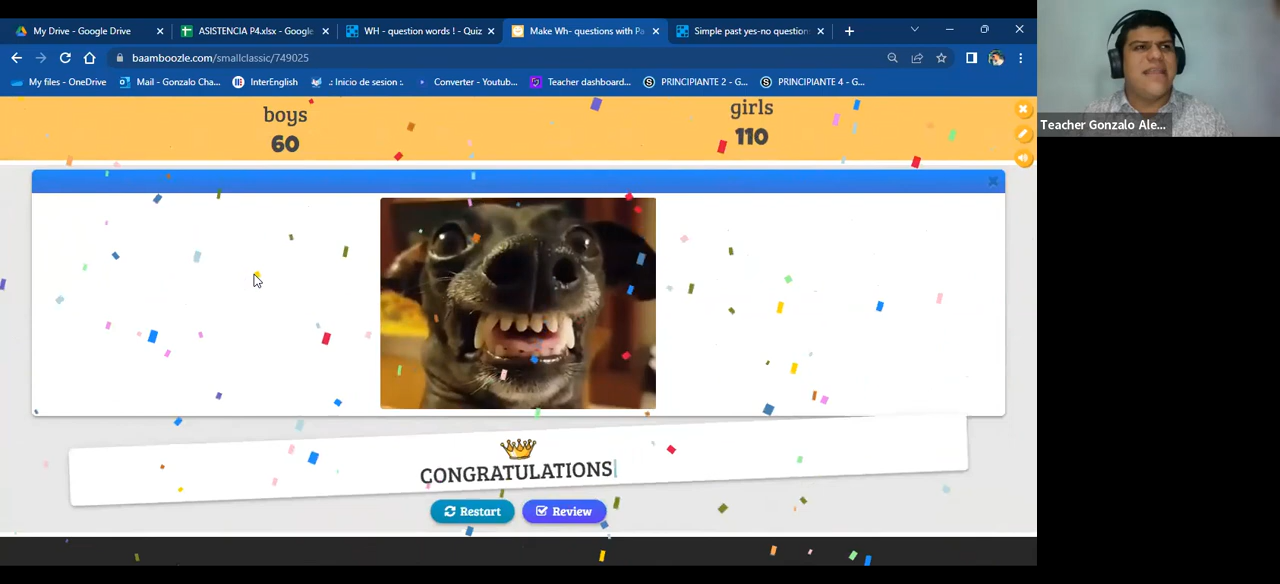 My Drive - Google Drive
ASISTENCIA P4.xlsx - Google S
WH - question words ! - Quiz
Make Wh- questions with Pa
Simple past yes-no question
baamboozle.com/smallclassic/749025
My files - OneDrive
Mail - Gonzalo Cha...
InterEnglish
.: Inicio de sesion :.
Converter - Youtub...
Teacher dashboard...
PRINCIPIANTE 2 - G...
PRINCIPIANTE 4 - G...
boys
60
girls
110
Teacher Gonzalo Ale...
CONGRATULATIONS
Restart
Review